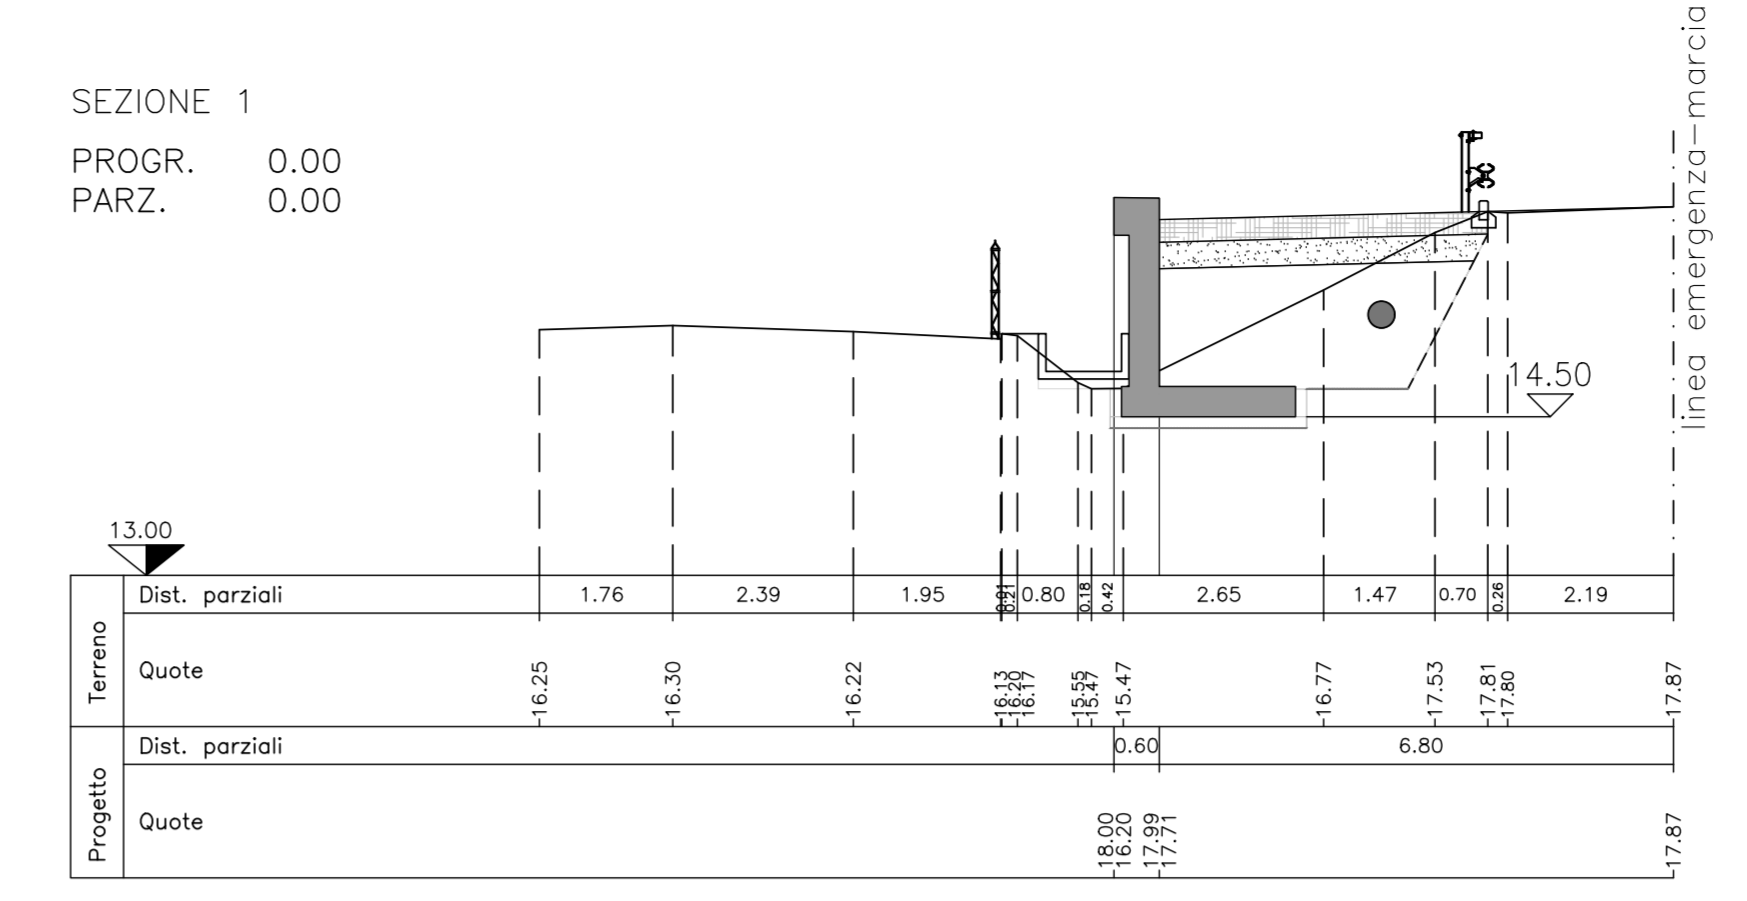 SEZIONE 1
PROGR. 0.00
PARZ. 0.00
linea emergenza-marcia
14.50
13.00
Terreno
Dist. parziali 1.76 2.39 1.95 0.21 0.80 0.18 0.42 2.65 1.47 0.70 0.26 2.19
Quote 16.25 16.30 16.22 16.13 16.20 16.17 15.55 15.47 15.47 16.77 17.53 17.81 17.80 17.87
Progetto
Dist. parziali 0.60 6.80
Quote 18.00 16.20 17.99 17.71 17.87